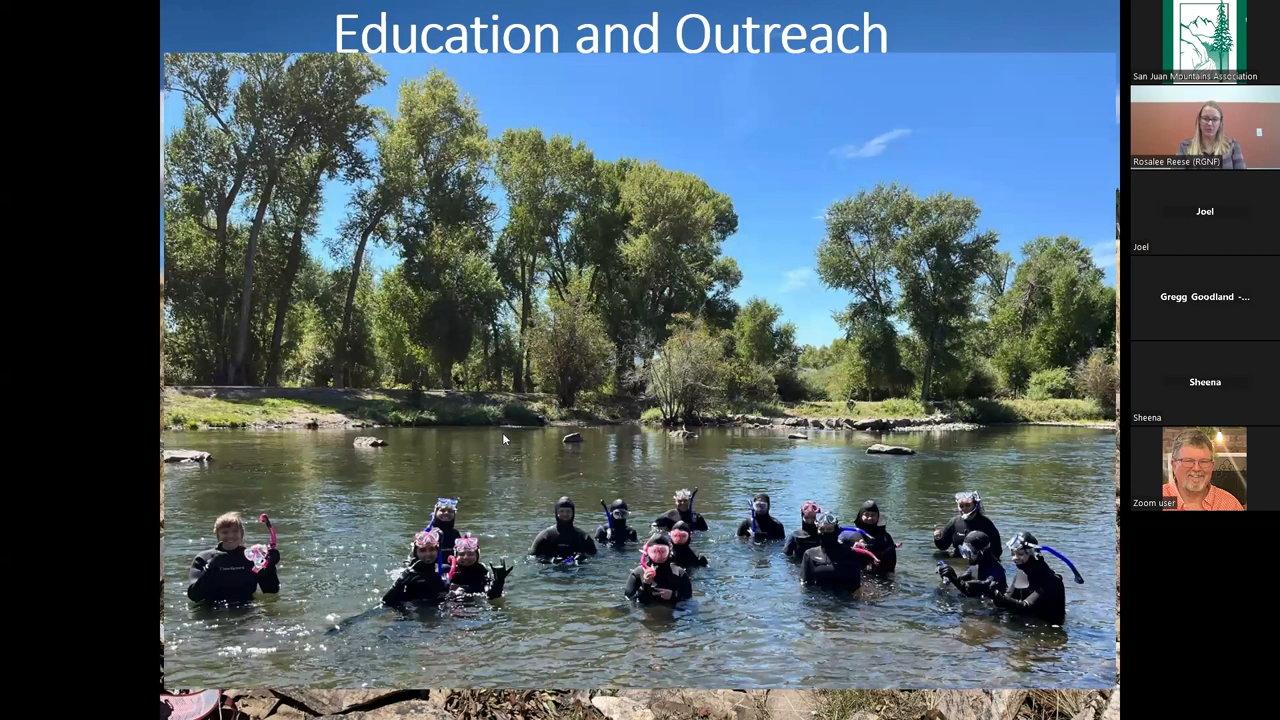 Education and Outreach
San Juan Mountains Association
Rosalee Reese (RGNF)
Joel
Joel
Gregg Goodland -...
Sheena
Sheena
Zoom user